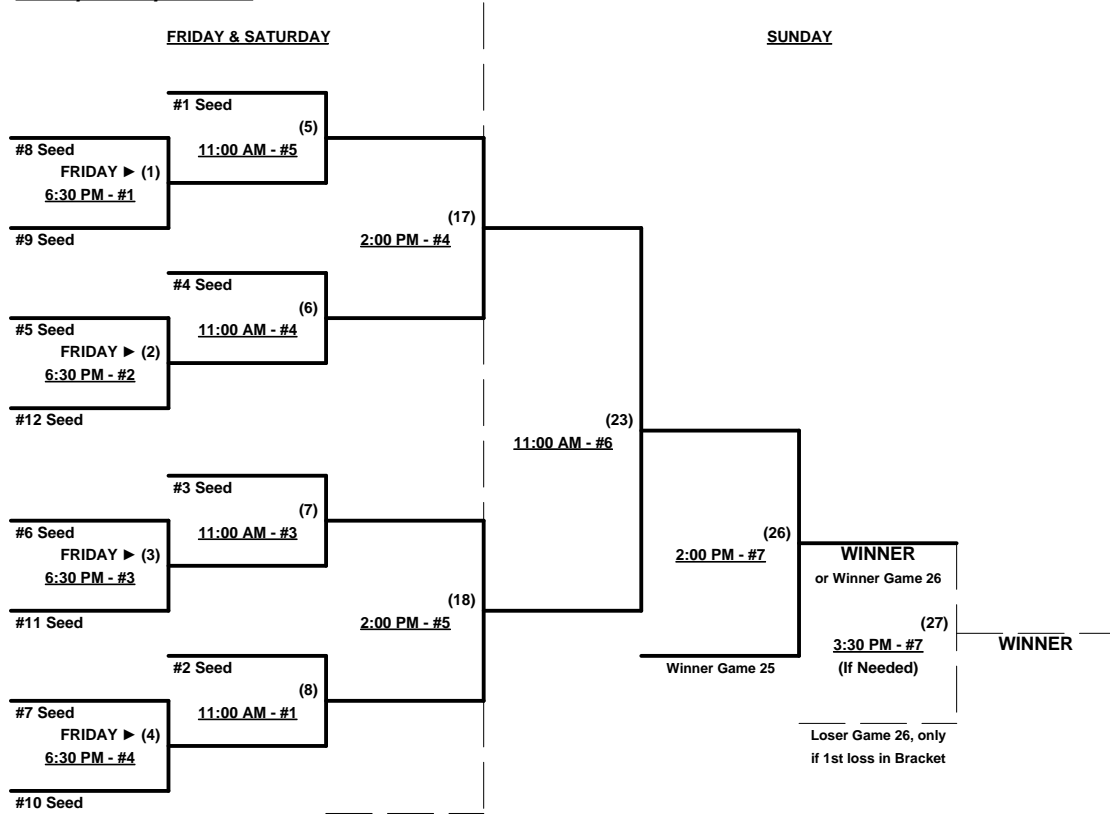 FRIDAY & SATURDAY
SUNDAY
#1 Seed
(5)
11:00 AM - #5
#8 Seed
FRIDAY ► (1)
6:30 PM - #1
#9 Seed
(17)
2:00 PM - #4
#4 Seed
(6)
11:00 AM - #4
#5 Seed
FRIDAY ► (2)
6:30 PM - #2
#12 Seed
(23)
11:00 AM - #6
#3 Seed
(7)
11:00 AM - #3
#6 Seed
FRIDAY ► (3)
6:30 PM - #3
#11 Seed
(18)
2:00 PM - #5
#2 Seed
(8)
11:00 AM - #1
#7 Seed
FRIDAY ► (4)
6:30 PM - #4
#10 Seed
(26)
2:00 PM - #7
Winner Game 25
WINNER
or Winner Game 26
(27)
3:30 PM - #7
(If Needed)
WINNER
Loser Game 26, only
if 1st loss in Bracket